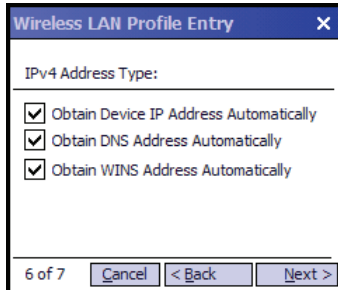 Wireless LAN Profile Entry X
IPv4 Address Type:
Obtain Device IP Address Automatically
Obtain DNS Address Automatically
Obtain WINS Address Automatically
6 of 7 Cancel < Back Next >